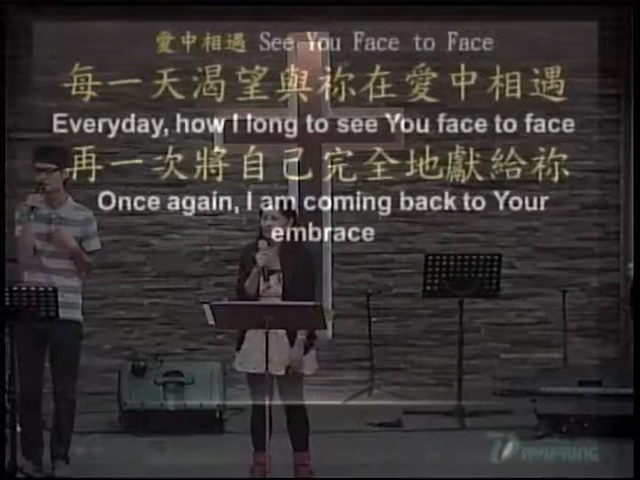 愛中相遇 See You Face to Face
每一天渴望與祢在愛中相遇
Everyday, how I long to see You face to face
再一次將自己完全地獻給祢
Once again, I am coming back to Your
embrace